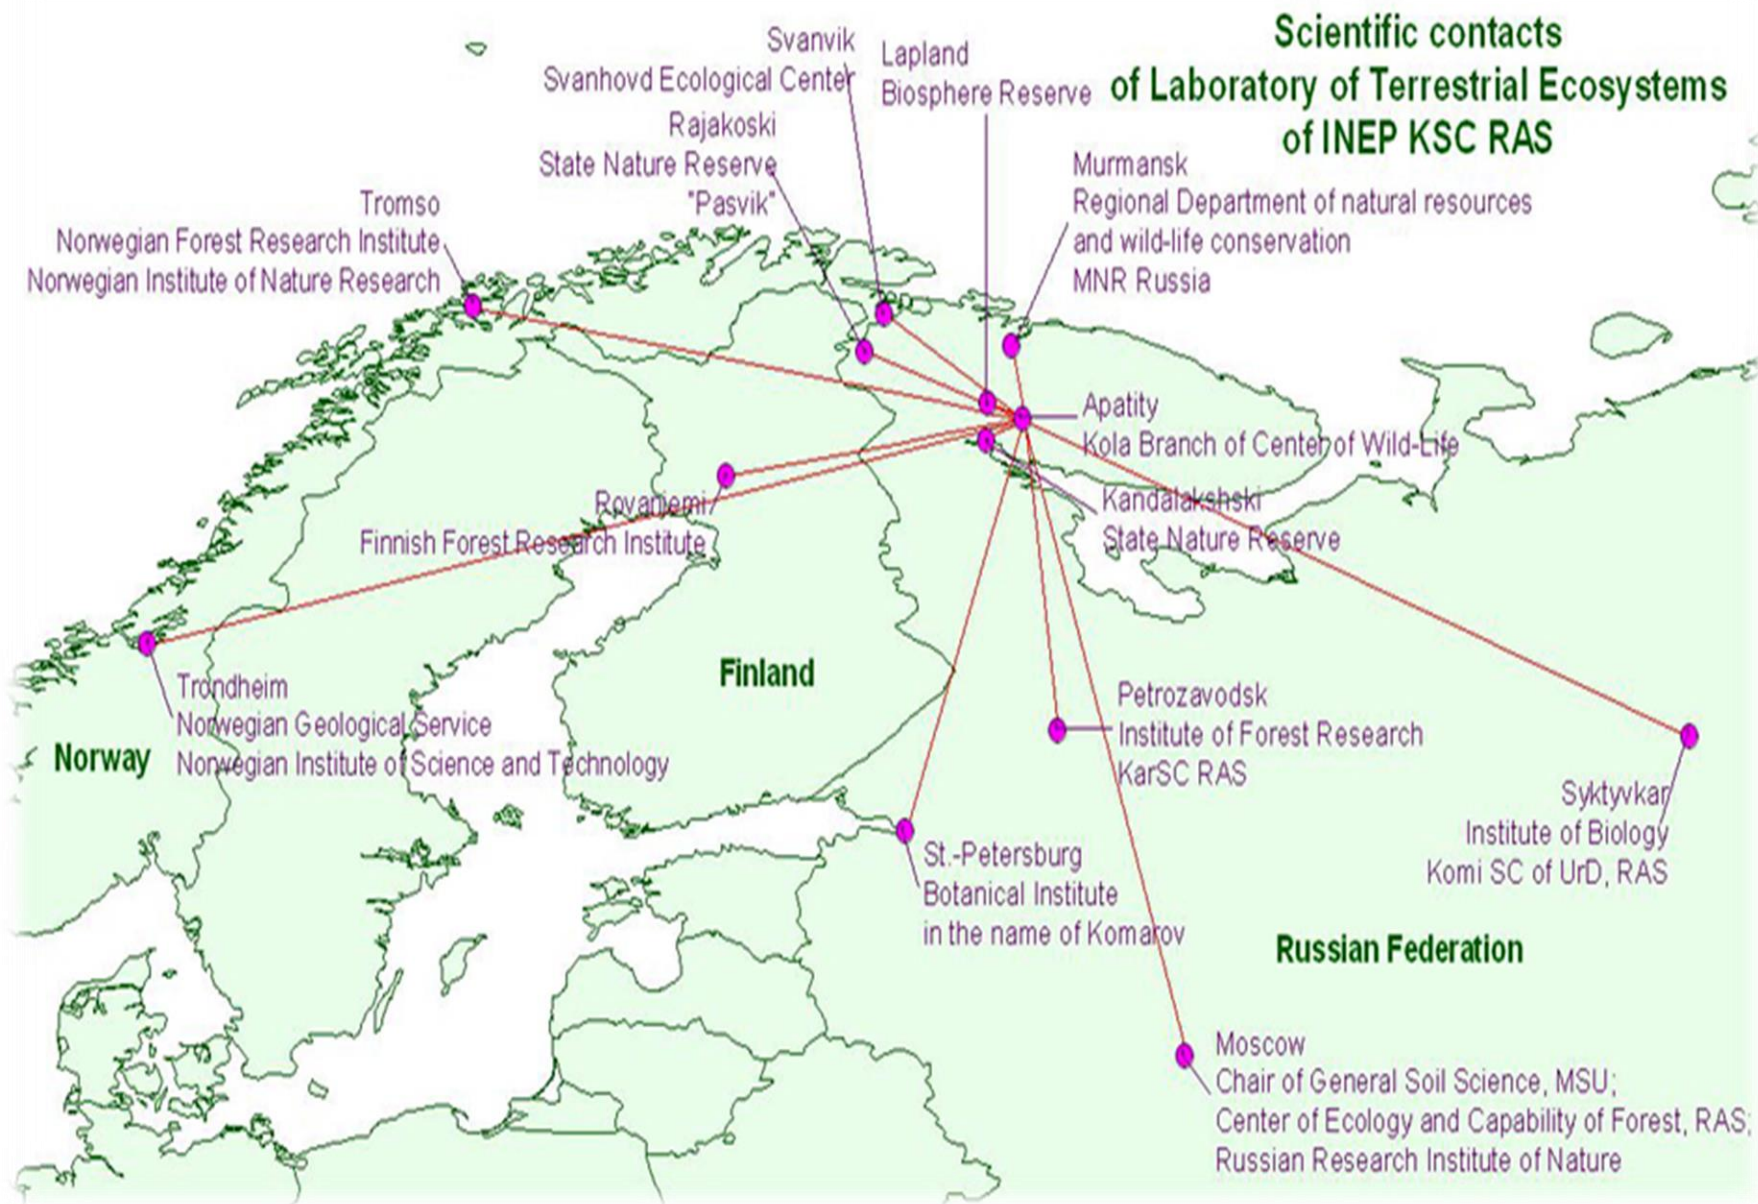 Scientific contacts
of Laboratory of Terrestrial Ecosystems
of INEP KSC RAS
Svanvik
Svanhovd Ecological Center
Lapland
Biosphere Reserve
Rajakoski
State Nature Reserve
"Pasvik"
Murmansk
Regional Department of natural resources
and wild-life conservation
MNR Russia
Tromso
Norwegian Forest Research Institute
Norwegian Institute of Nature Research
Apatity
Kola Branch of Center of Wild-Life
Kandalakshski
State Nature Reserve
Rovaniemi
Finnish Forest Research Institute
Finland
Trondheim
Norwegian Geological Service
Norwegian Institute of Science and Technology
Norway
Petrozavodsk
Institute of Forest Research
KarSC RAS
Syktyvkar
Institute of Biology
Komi SC of UrD, RAS
St.-Petersburg
Botanical Institute
in the name of Komarov
Russian Federation
Moscow
Chair of General Soil Science, MSU;
Center of Ecology and Capability of Forest, RAS;
Russian Research Institute of Nature